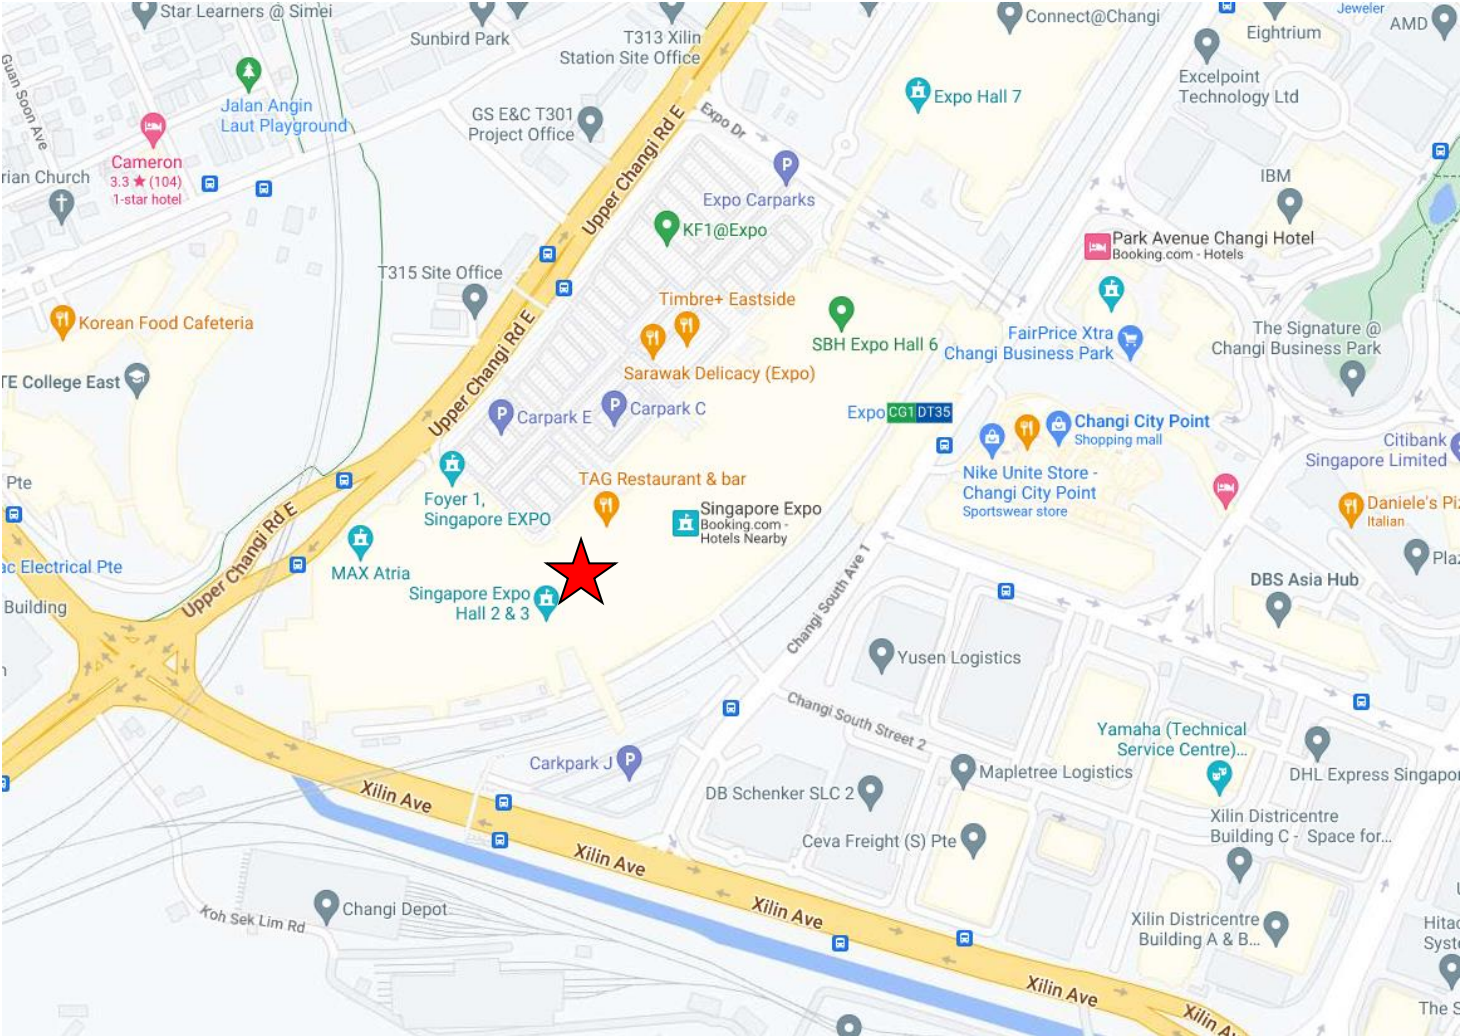 Star Learners @ Simei
Sunbird Park
T313 Xilin
Station Site Office
Connect@Changi
Jeweler
Eightrium
AMD
Guan Soon Ave
Jalan Angin
Laut Playground
GS E&C T301
Project Office
Expo Dr
Expo Hall 7
Excelpoint
Technology Ltd
Cameron
3.3 ★ (104)
1-star hotel
rian Church
Upper Changi Rd E
Expo Carparks
IBM
KF1@Expo
Park Avenue Changi Hotel
Booking.com - Hotels
T315 Site Office
Korean Food Cafeteria
Timbre+ Eastside
SBH Expo Hall 6
FairPrice Xtra
Changi Business Park
The Signature @
Changi Business Park
TE College East
Upper Changi Rd E
Sarawak Delicacy (Expo)
P
Carpark E
P
Carpark C
P
Expo CG1 DT35
Changi City Point
Shopping mall
Citibank
Singapore Limited
Pte
Foyer 1,
Singapore EXPO
TAG Restaurant & bar
Singapore Expo
Booking.com -
Hotels Nearby
Nike Unite Store -
Changi City Point
Sportswear store
Daniele's Piz
Italian
Upper Changi Rd E
MAX Atria
ac Electrical Pte
Building
Singapore Expo
Hall 2 & 3
Changi South Ave 1
DBS Asia Hub
Plaz
Yusen Logistics
Changi South Street 2
Yamaha (Technical
Service Centre)...
Carkpark J
P
Mapletree Logistics
DHL Express Singapor
Xilin Ave
DB Schenker SLC 2
Xilin Districentre
Building C - Space for...
Xilin Ave
Ceva Freight (S) Pte
Koh Sek Lim Rd
Changi Depot
Xilin Ave
Xilin Districentre
Building A & B...
Hitac
Syste
Xilin Ave
Xilin Av
The S